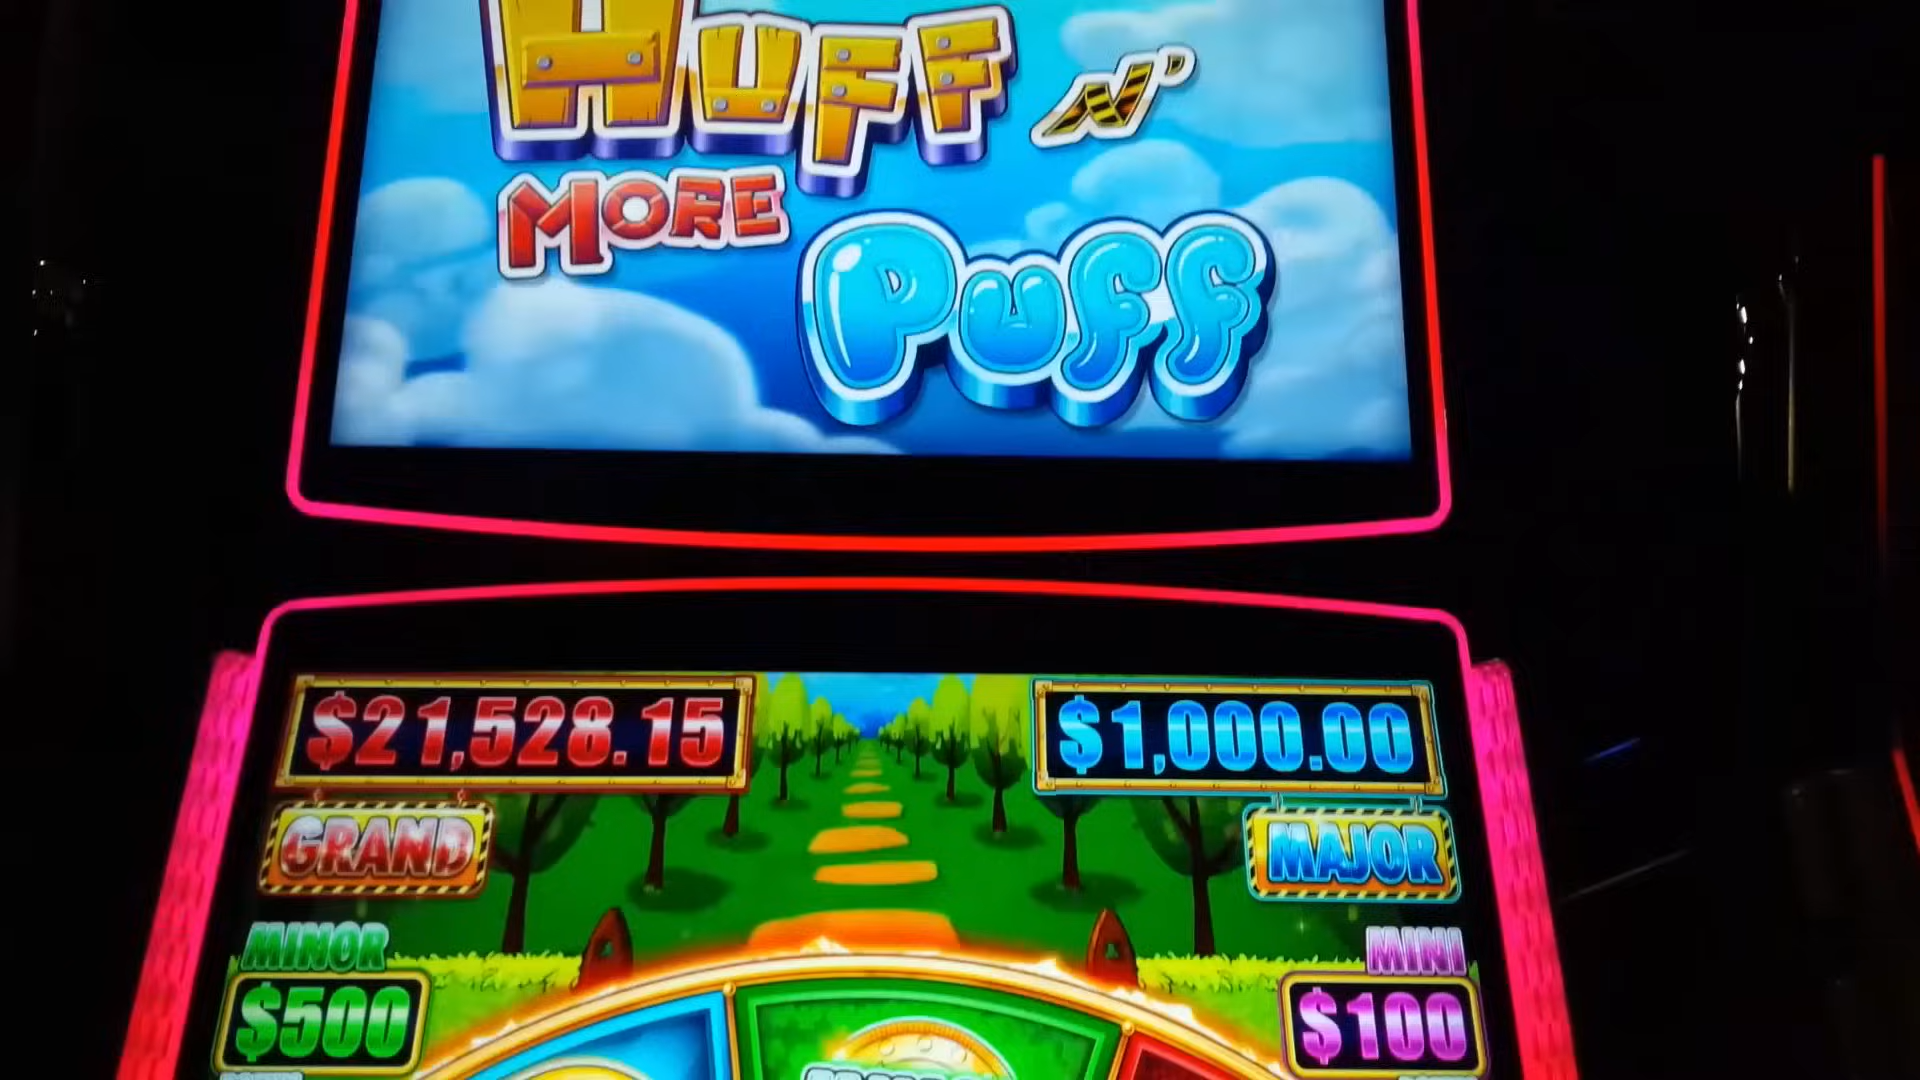 HUFF N'
MORE
PUFF
$21,528.15
$1,000.00
GRAND
MAJOR
MINOR
MINI
$500
$100